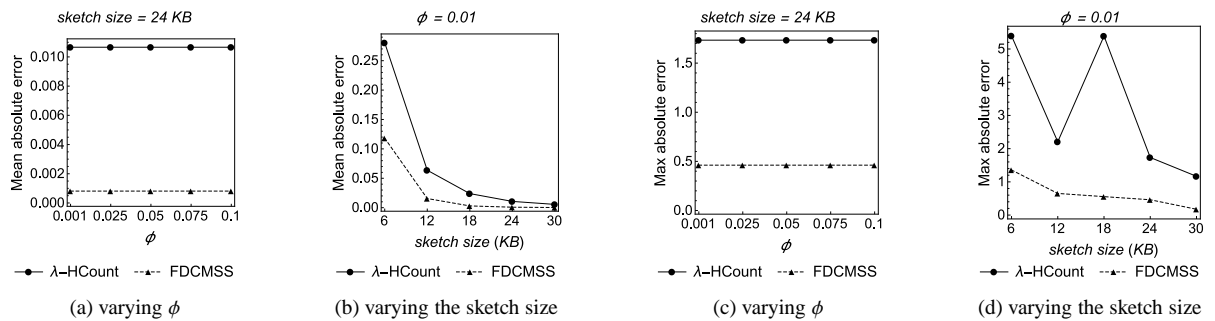 sketch size = 24 KB
Mean absolute error
0.010
0.008
0.006
0.004
0.002
0.000
0.001 0.025 0.05 0.075 0.1
ϕ
λ−HCount FDCMSS
(a) varying ϕ
ϕ = 0.01
Mean absolute error
0.25
0.20
0.15
0.10
0.05
0.00
6 12 18 24 30
sketch size (KB)
λ−HCount FDCMSS
(b) varying the sketch size
sketch size = 24 KB
Max absolute error
1.5
1.0
0.5
0.0
0.001 0.025 0.05 0.075 0.1
ϕ
λ−HCount FDCMSS
(c) varying ϕ
ϕ = 0.01
Max absolute error
5
4
3
2
1
0
6 12 18 24 30
sketch size (KB)
λ−HCount FDCMSS
(d) varying the sketch size